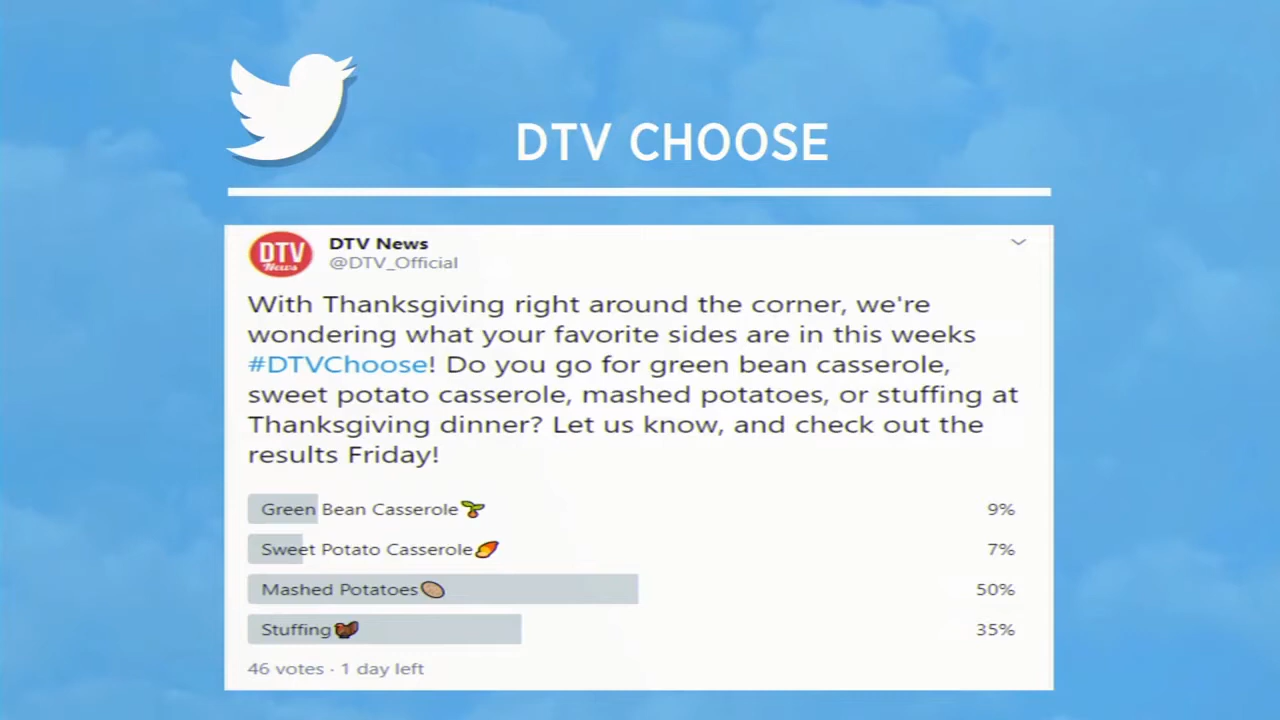 DTV CHOOSE
DTV
News
DTV News
@DTV_Official
With Thanksgiving right around the corner, we're
wondering what your favorite sides are in this weeks
#DTVChoose! Do you go for green bean casserole,
sweet potato casserole, mashed potatoes, or stuffing at
Thanksgiving dinner? Let us know, and check out the
results Friday!
Green Bean Casserole🌱 9%
Sweet Potato Casserole🍠 7%
Mashed Potatoes🥔 50%
Stuffing🦃 35%
46 votes · 1 day left